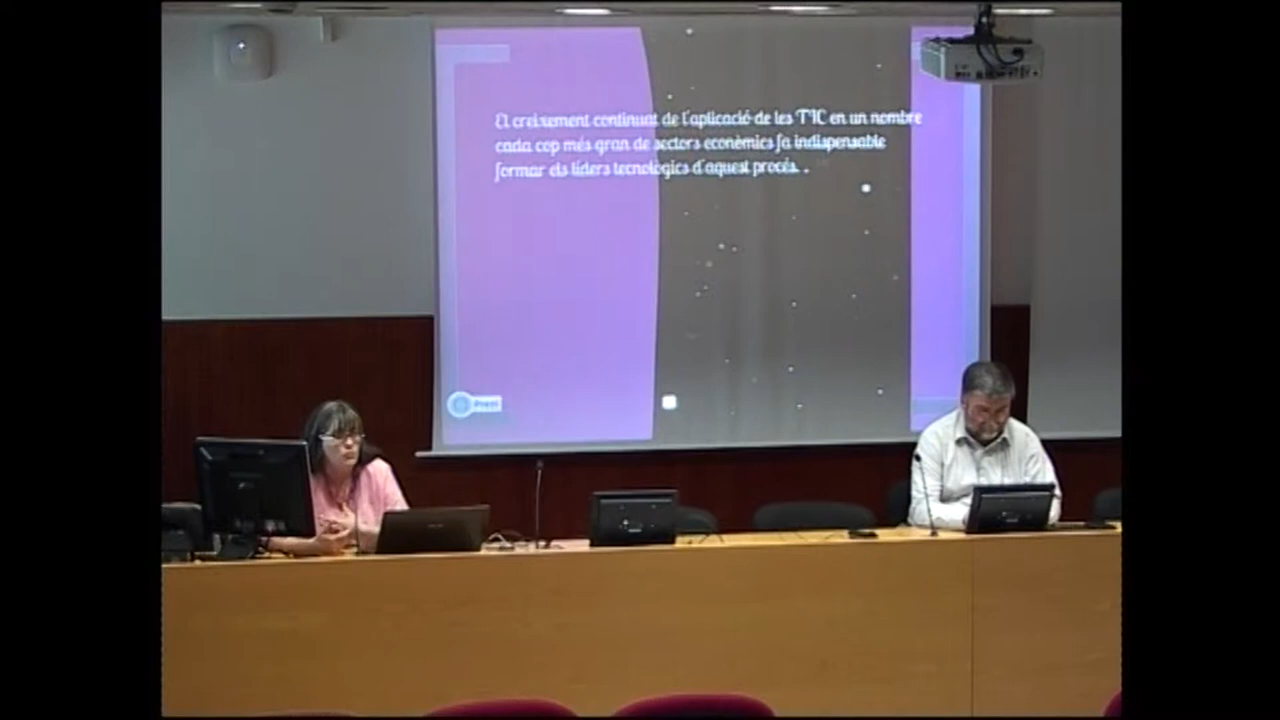 El creixement continuat de l'aplicació de les TIC en un nombre
cada cop més gran de sectors econòmics fa indispensable
formar els líders tecnològics d'aquest procés. .
Prezi